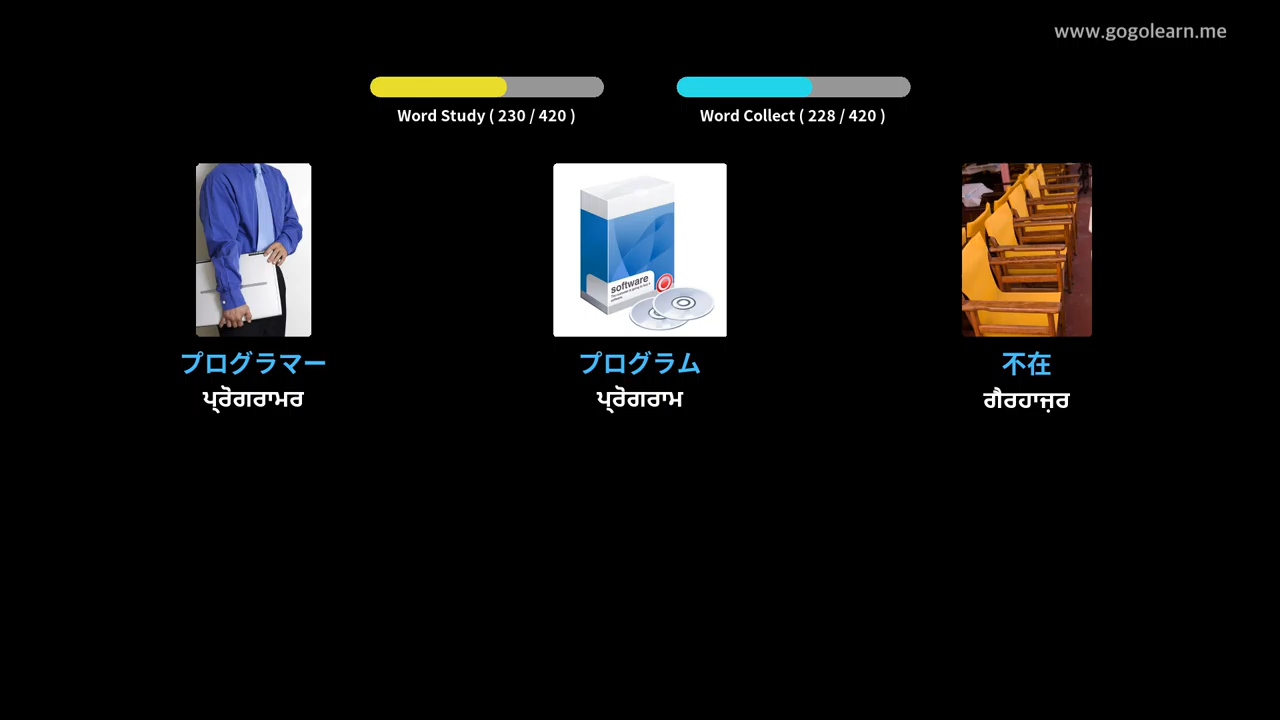 www.gogolearn.me
Word Study ( 230 / 420 )
Word Collect ( 228 / 420 )
software
プログラマー
プログラム
不在
ਪ੍ਰੋਗਰਾਮਰ
ਪ੍ਰੋਗਰਾਮ
ਗੈਰਹਾਜ਼ਰ